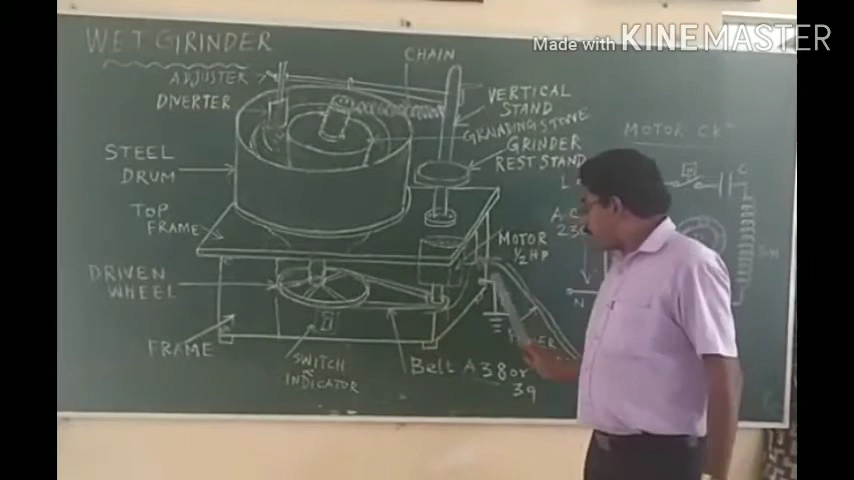 Made with KINEMASTER
WET GRINDER
CHAIN
ADJUSTER
DIVERTER
VERTICAL
STAND
GRINDING STONE
GRINDER
REST STAND
STEEL
DRUM
TOP
FRAME
DRIVEN
WHEEL
FRAME
SWITCH
INDICATOR
Belt A 38 or
39
MOTOR
1/2 HP
MOTOR CKT
L
C
A.C
N